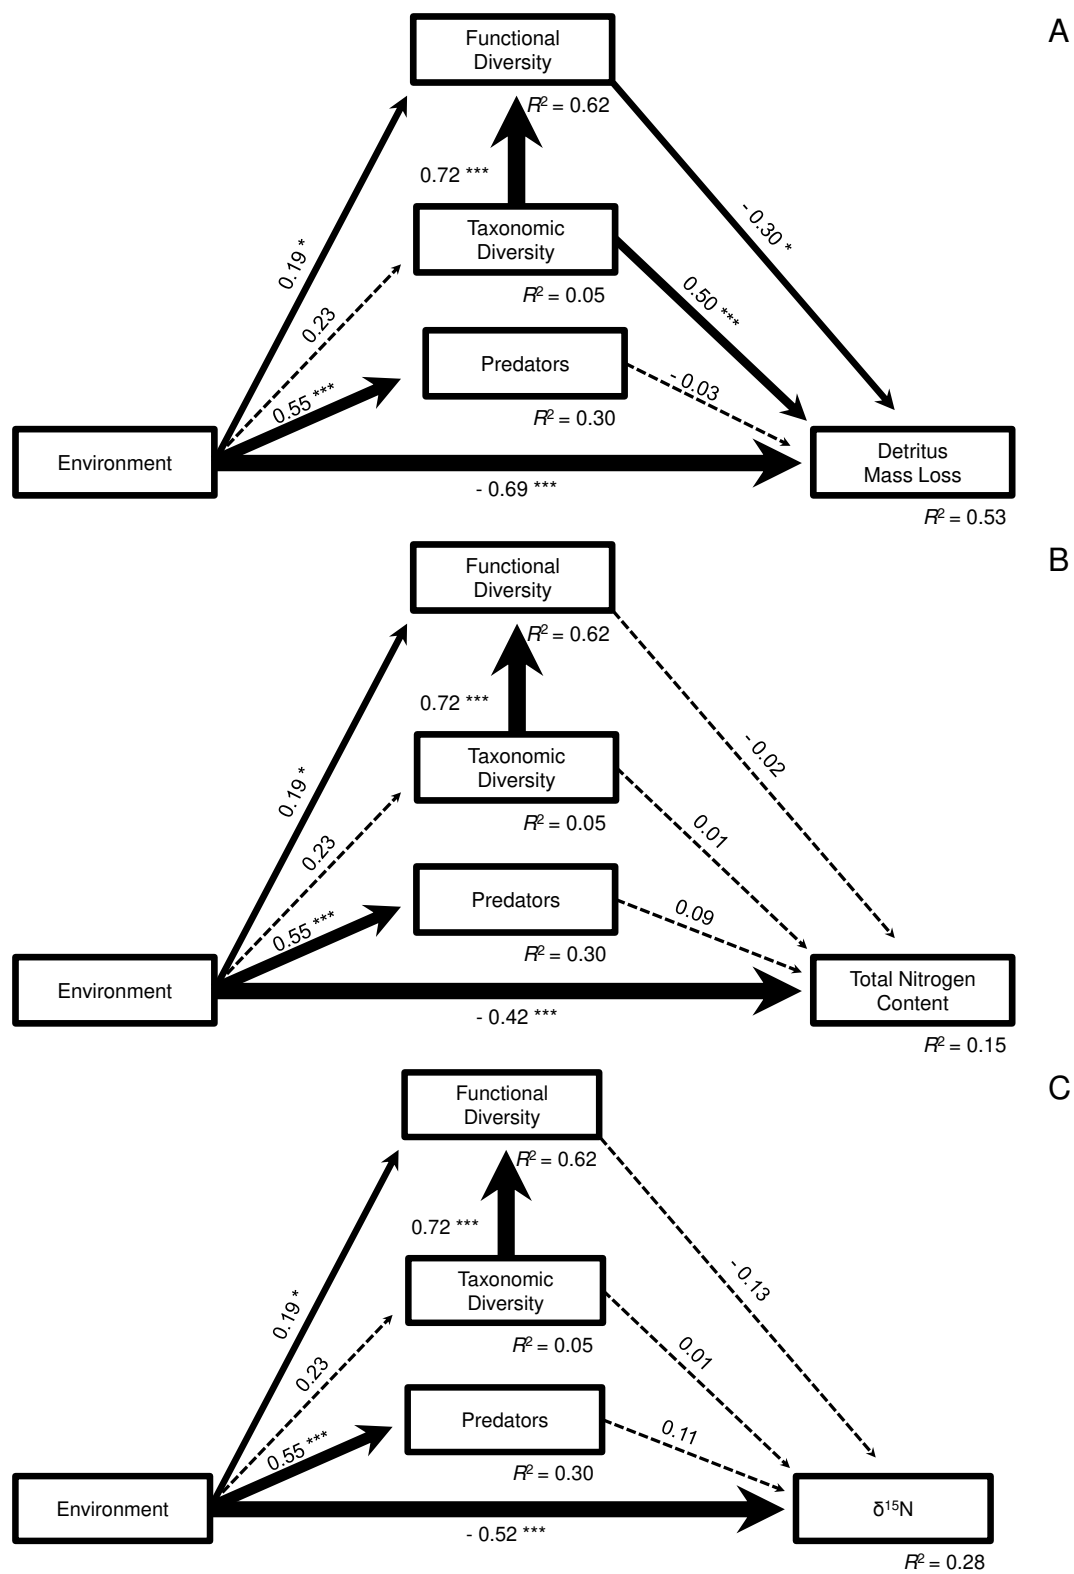 A
Functional
Diversity
R² = 0.62
0.72 ***
Taxonomic
Diversity
R² = 0.05
- 0.30 *
0.19 *
0.50 ***
0.23
Predators
R² = 0.30
- 0.03
0.55 ***
Environment
- 0.69 ***
Detritus
Mass Loss
R² = 0.53
B
Functional
Diversity
R² = 0.62
0.72 ***
Taxonomic
Diversity
R² = 0.05
- 0.02
0.19 *
0.01
0.23
Predators
R² = 0.30
0.09
0.55 ***
Environment
- 0.42 ***
Total Nitrogen
Content
R² = 0.15
C
Functional
Diversity
R² = 0.62
0.72 ***
Taxonomic
Diversity
R² = 0.05
- 0.13
0.19 *
0.01
0.23
Predators
R² = 0.30
0.11
0.55 ***
Environment
- 0.52 ***
δ¹⁵N
R² = 0.28